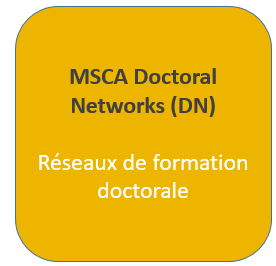 MSCA Doctoral
Networks (DN)
Réseaux de formation
doctorale